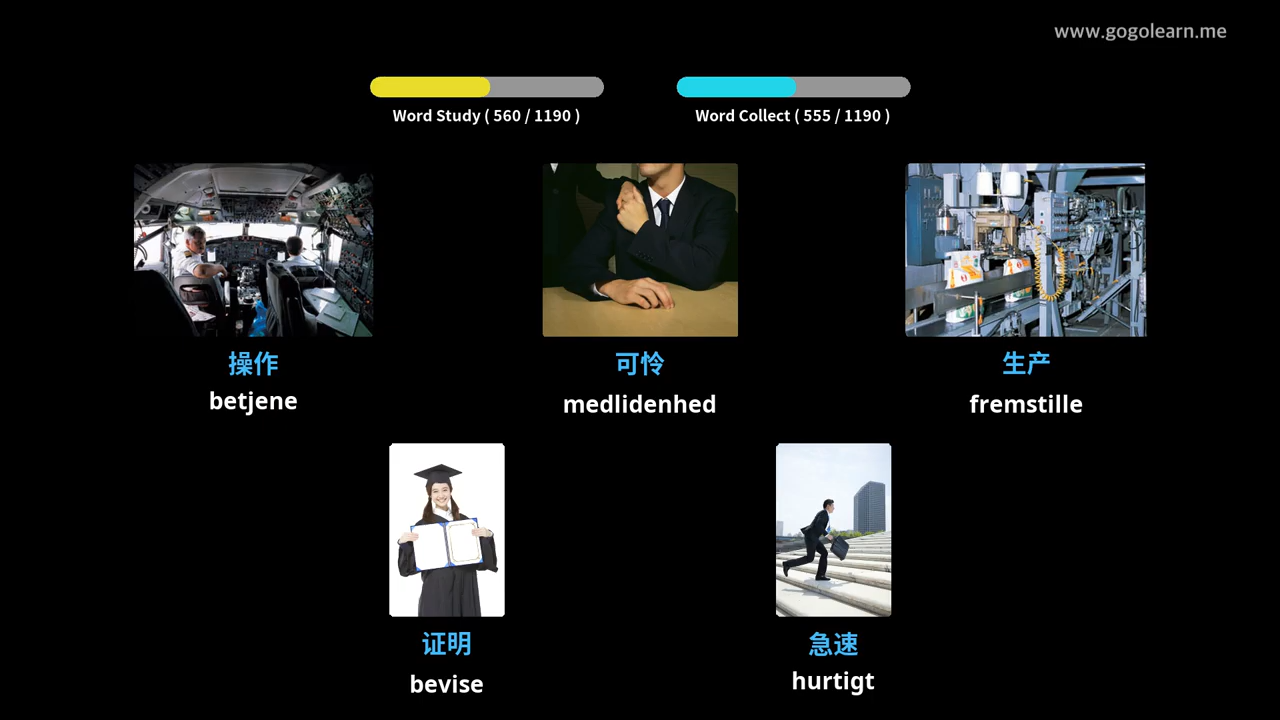 www.gogolearn.me
Word Study ( 560 / 1190 )
Word Collect ( 555 / 1190 )
操作
betjene
可怜
medlidenhed
生产
fremstille
证明
bevise
急速
hurtigt